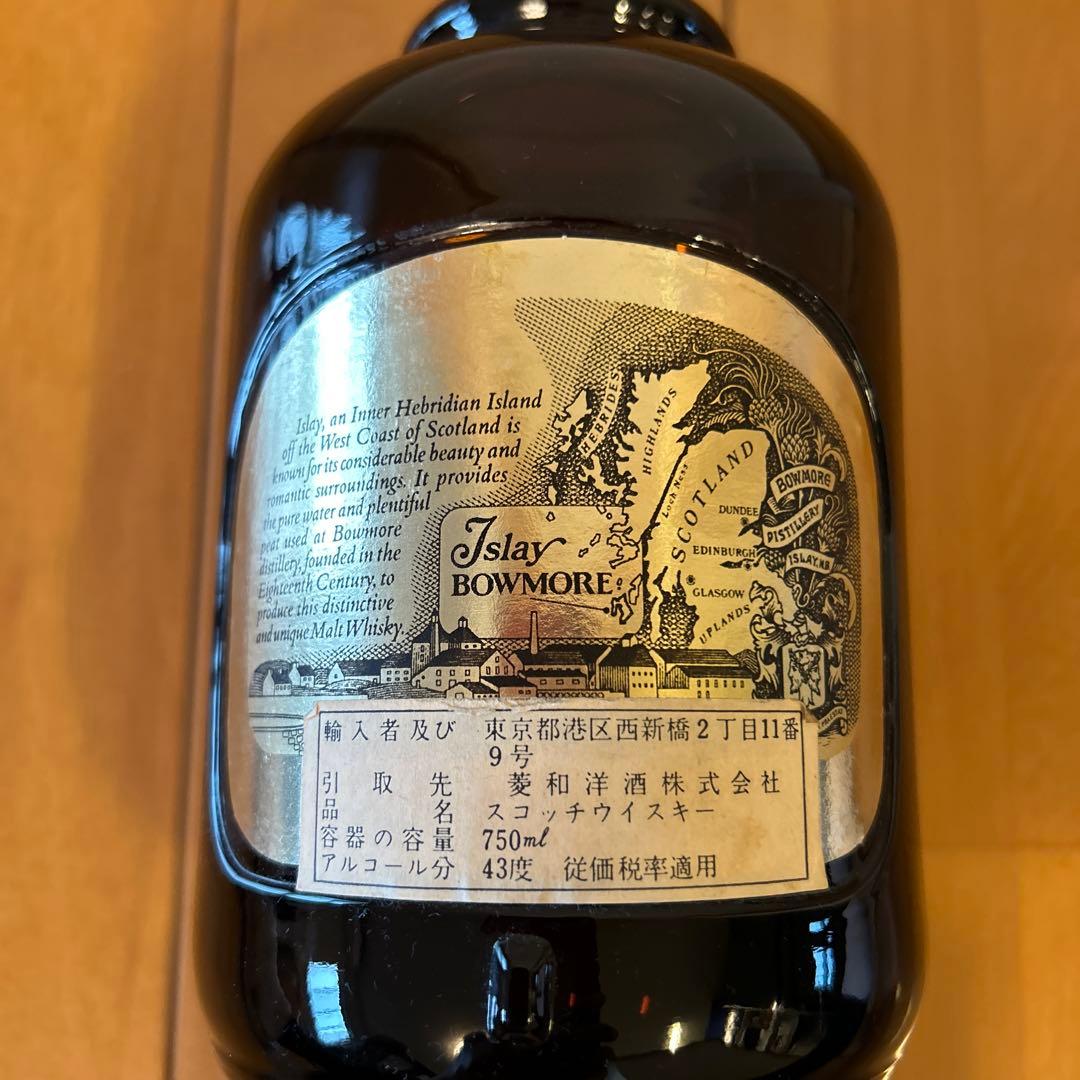 Islay, an Inner Hebridian Island
off the West Coast of Scotland is
known for its considerable beauty and
romantic surroundings. It provides
the pure water and plentiful
peat used at Bowmore
distillery, founded in the
Eighteenth Century, to
produce this distinctive
and unique Malt Whisky.
HEBRIDES
HIGHLANDS
Loch Ness
SCOTLAND
DUNDEE
EDINBURGH
GLASGOW
UPLANDS
Islay
BOWMORE
BOWMORE
DISTILLERY
ISLAY. N.B
輸入者及び 東京都港区西新橋2丁目11番
9号
引取先 菱和洋酒株式会社
品名 スコッチウイスキー
容器の容量 750ml
アルコール分 43度 従価税率適用